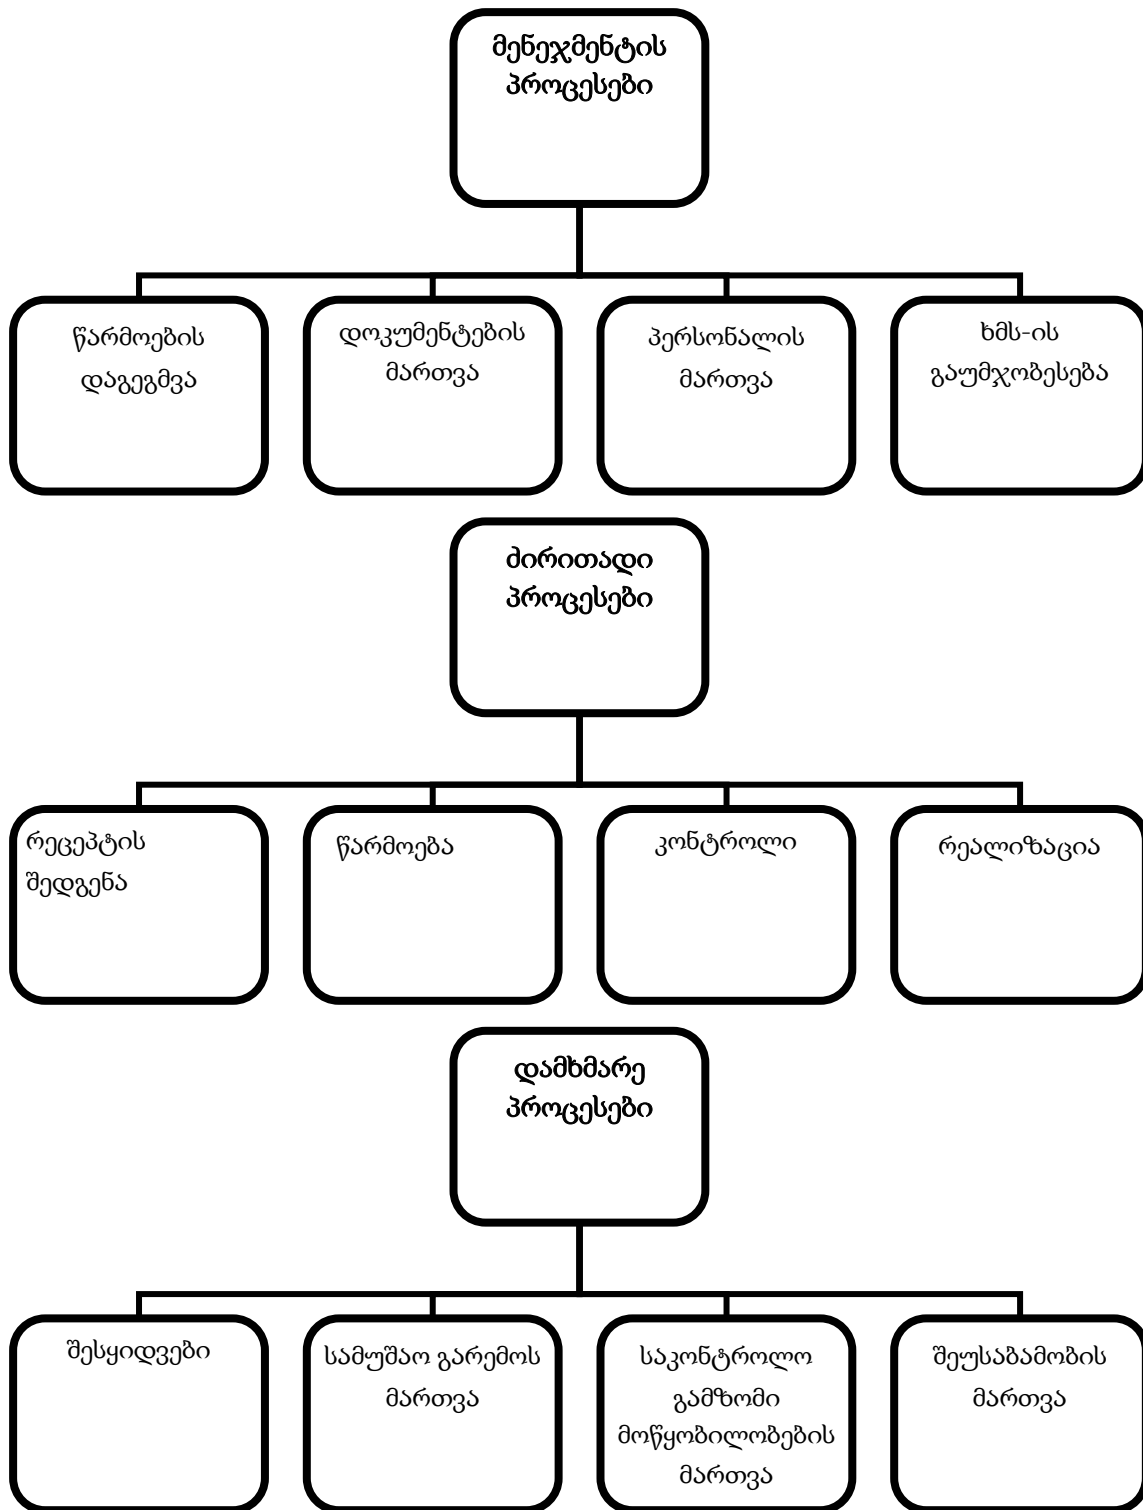 მენეჯმენტის
პროცესები
წარმოების
დაგეგმვა
დოკუმენტების
მართვა
პერსონალის
მართვა
ხმს-ის
გაუმჯობესება
ძირითადი
პროცესები
რეცეპტის
შედგენა
წარმოება
კონტროლი
რეალიზაცია
დამხმარე
პროცესები
შესყიდვები
სამუშაო გარემოს
მართვა
საკონტროლო
გამზომი
მოწყობილობების
მართვა
შეუსაბამობის
მართვა